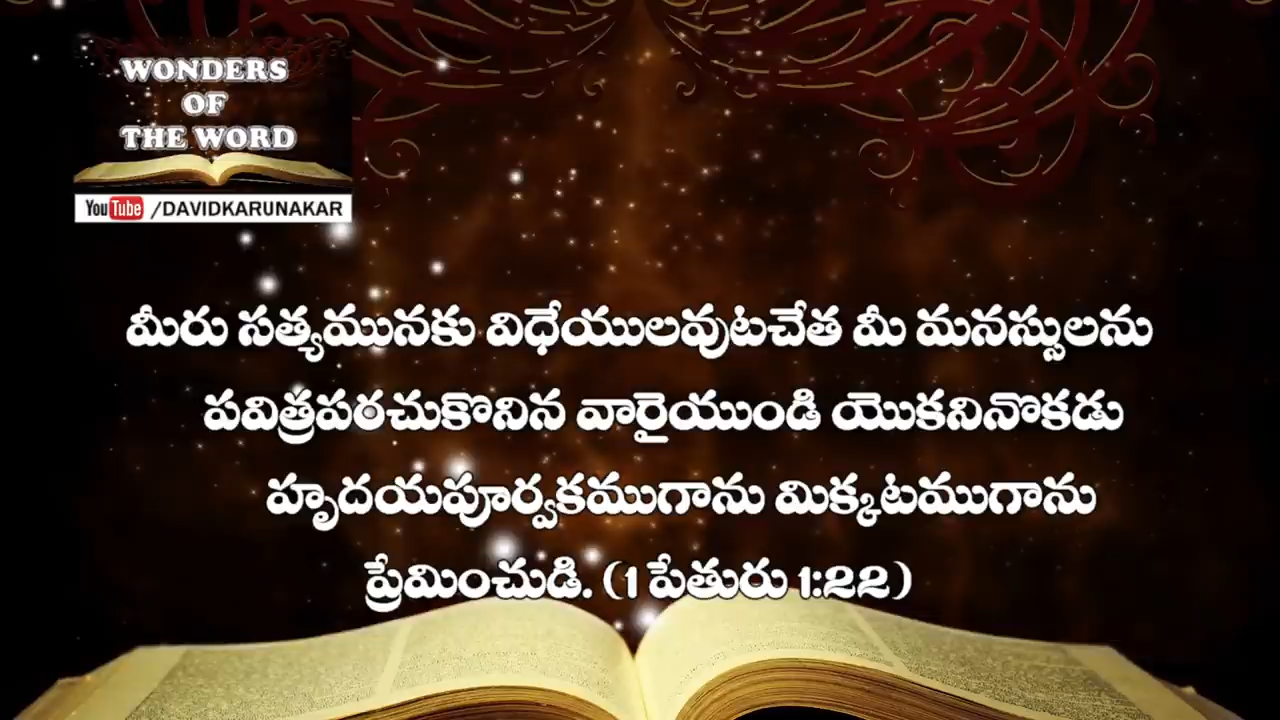 WONDERS
OF
THE WORD
YouTube /DAVIDKARUNAKAR
మీరు సత్యమునకు విధేయులవుటచేత మీ మనస్సులను
పవిత్రపరచుకొనిన వారైయుండి యొకనినొకడు
హృదయపూర్వకముగాను మిక్కటముగాను
ప్రేమించుడి. (1 పేతురు 1:22)